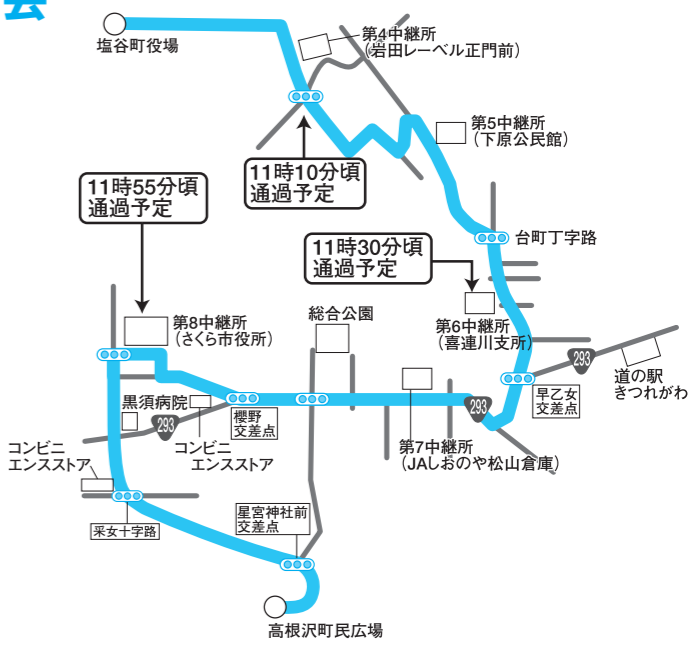 会
塩谷町役場
第4中継所
(岩田レーベル正門前)
第5中継所
(下原公民館)
11時10分頃
通過予定
11時55分頃
通過予定
台町丁字路
11時30分頃
通過予定
第8中継所
(さくら市役所)
総合公園
第6中継所
(喜連川支所)
293
道の駅
きつれがわ
早乙女
交差点
黒須病院
293
櫻野
交差点
293
コンビニ
エンスストア
コンビニ
エンスストア
第7中継所
(JAしおのや松山倉庫)
采女十字路
星宮神社前
交差点
高根沢町民広場